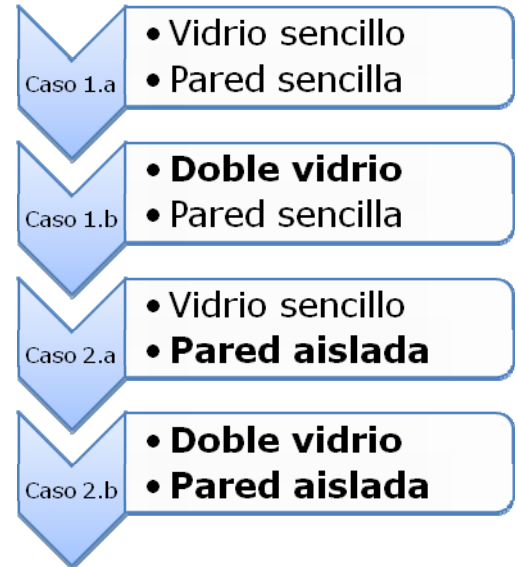 Caso 1.a
• Vidrio sencillo
• Pared sencilla
Caso 1.b
• Doble vidrio
• Pared sencilla
Caso 2.a
• Vidrio sencillo
• Pared aislada
Caso 2.b
• Doble vidrio
• Pared aislada